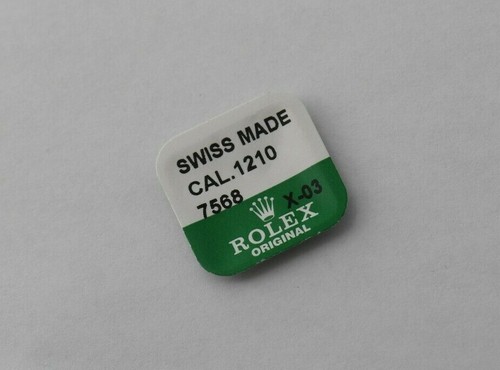 SWISS MADE
CAL.1210
7568 X-03
ROLEX
ORIGINAL